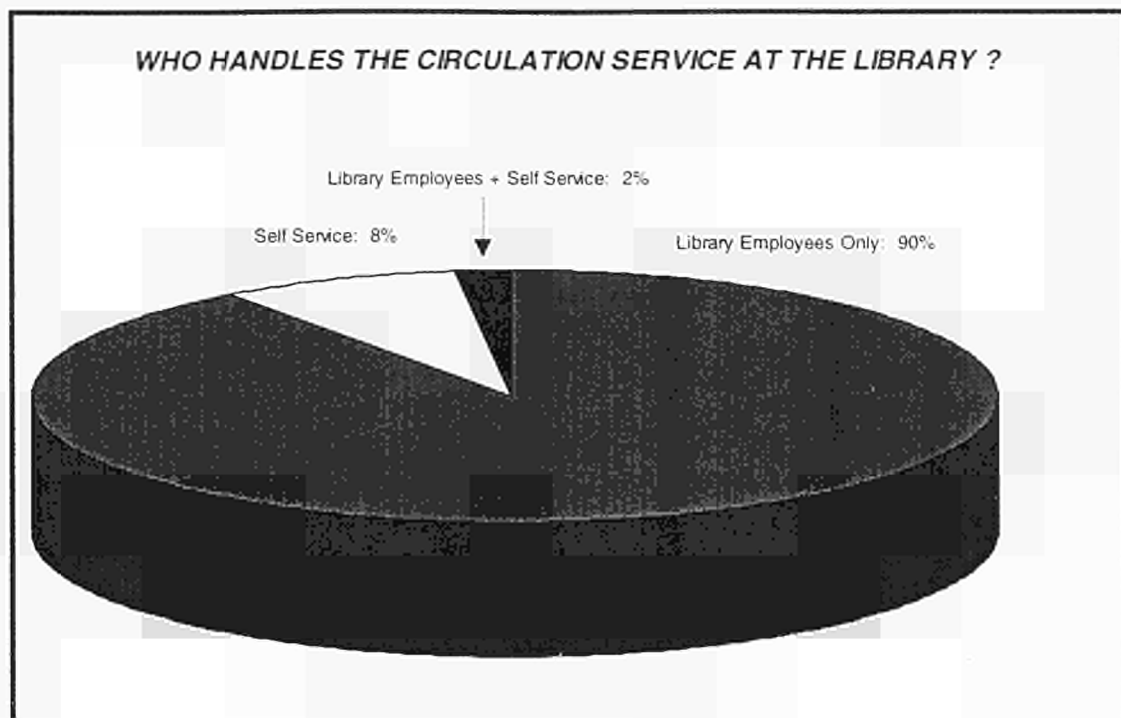 WHO HANDLES THE CIRCULATION SERVICE AT THE LIBRARY ?
Library Employees + Self Service: 2%
Self Service: 8%
Library Employees Only: 90%